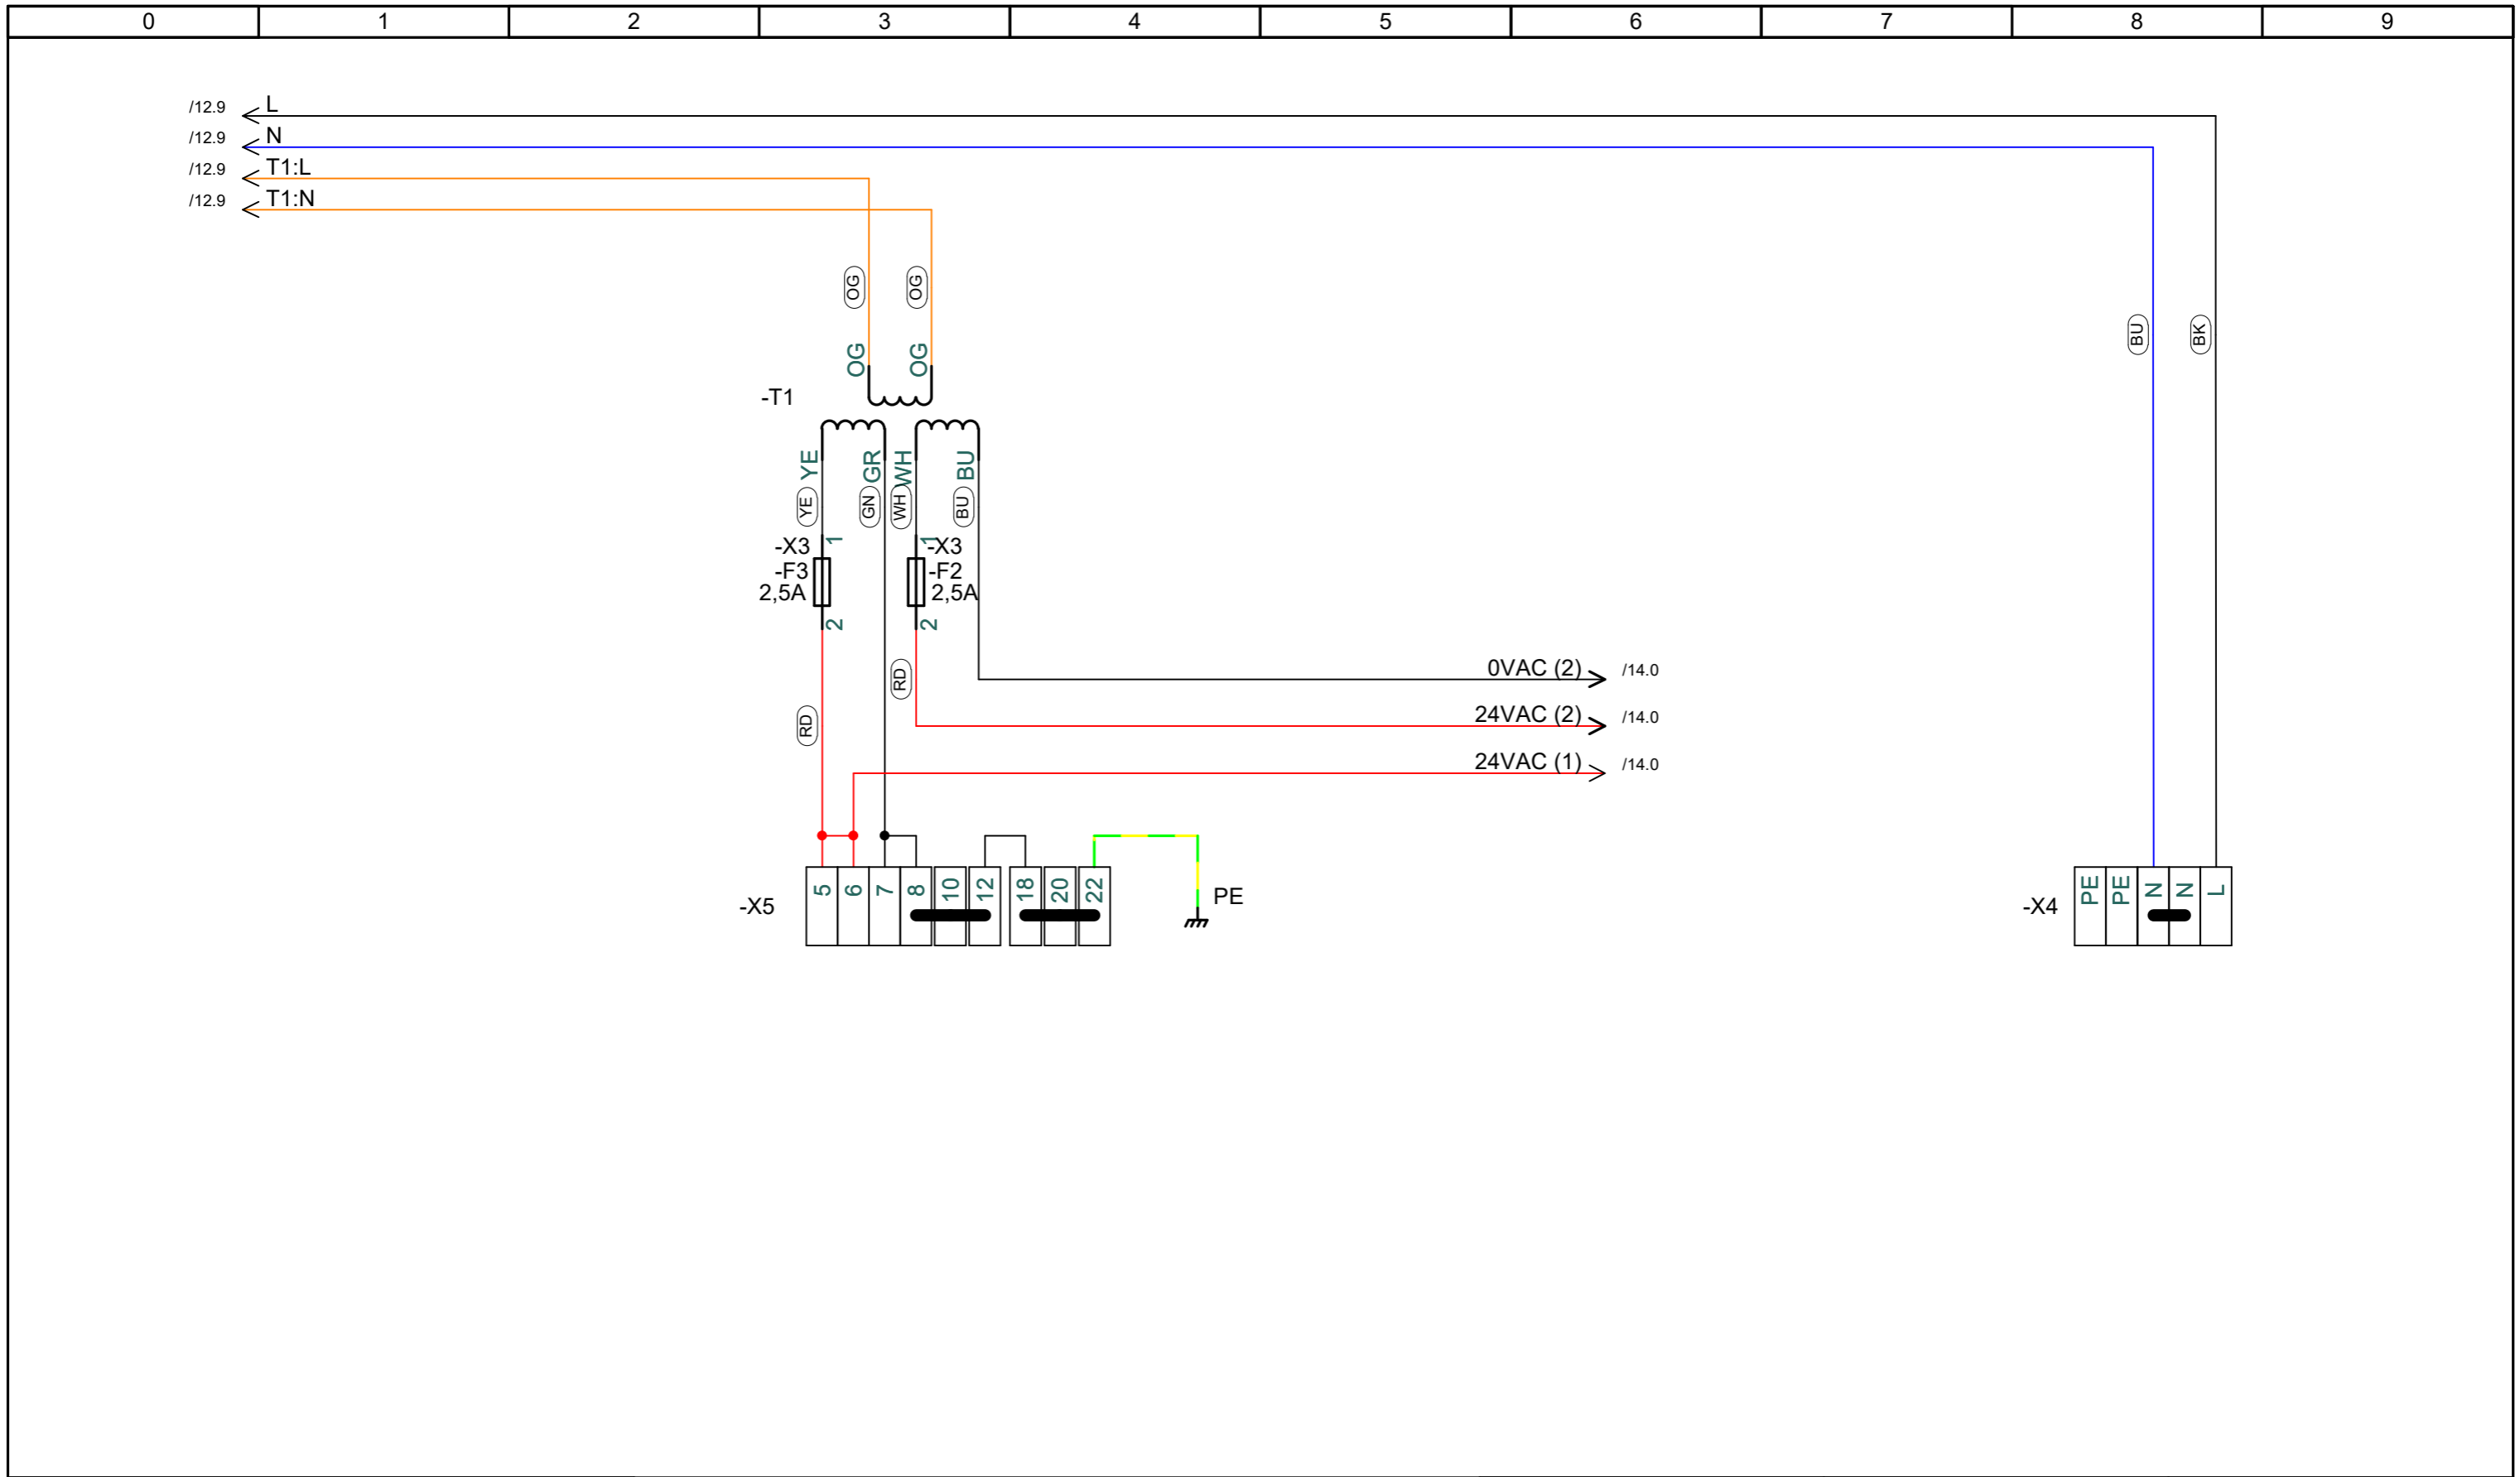 0 1 2 3 4 5 6 7 8 9
/12.9 L
/12.9 N
/12.9 T1:L
/12.9 T1:N
OG OG
BU BK
OG OG
-T1
YE GR WH BU
YE GN WH BU
-X3 1 1 -X3
-F3 -F2
2,5A 2,5A
2 2
RD RD
0VAC (2) /14.0
24VAC (2) /14.0
24VAC (1) /14.0
-X5 5 6 7 8 10 12 18 20 22 PE
-X4 PE PE N N L